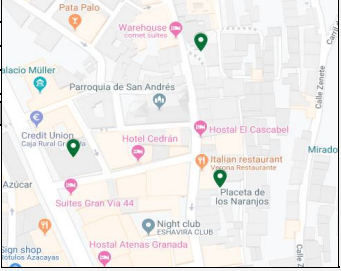 Pata Palo
Warehouse
comet suites
Palacio Müller
Parroquia de San Andrés
Calle Zenete
Carril d
Credit Union
Caja Rural Gra
a
Hotel Cedrán
Hostal El Cascabel
Mirado
Italian restaurant
Verona Restaurante
Azúcar
Placeta de
los Naranjos
Suites Gran Via 44
Night club
ESHAVIRA CLUB
Sign shop
Rotulos Azacayas
Hostal Atenas Granada
Z